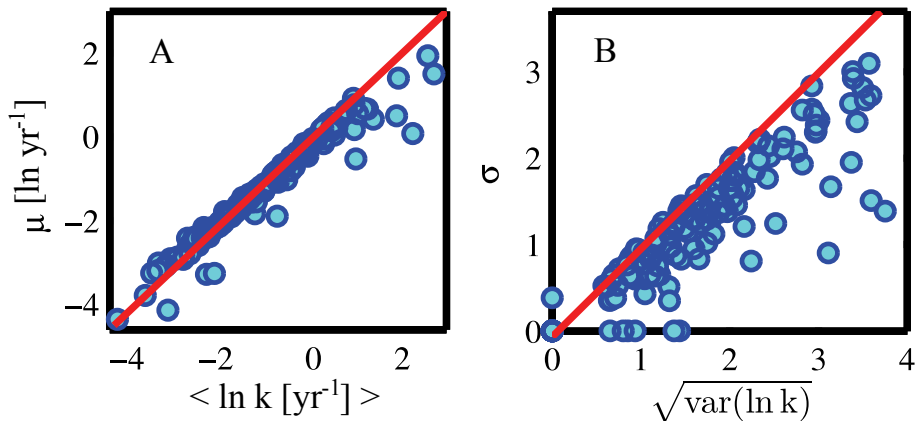 A
μ [ln yr⁻¹]
2
0
−2
−4
−4 −2 0 2
< ln k [yr⁻¹] >
B
σ
3
2
1
0
0 1 2 3 4
√var(ln k)